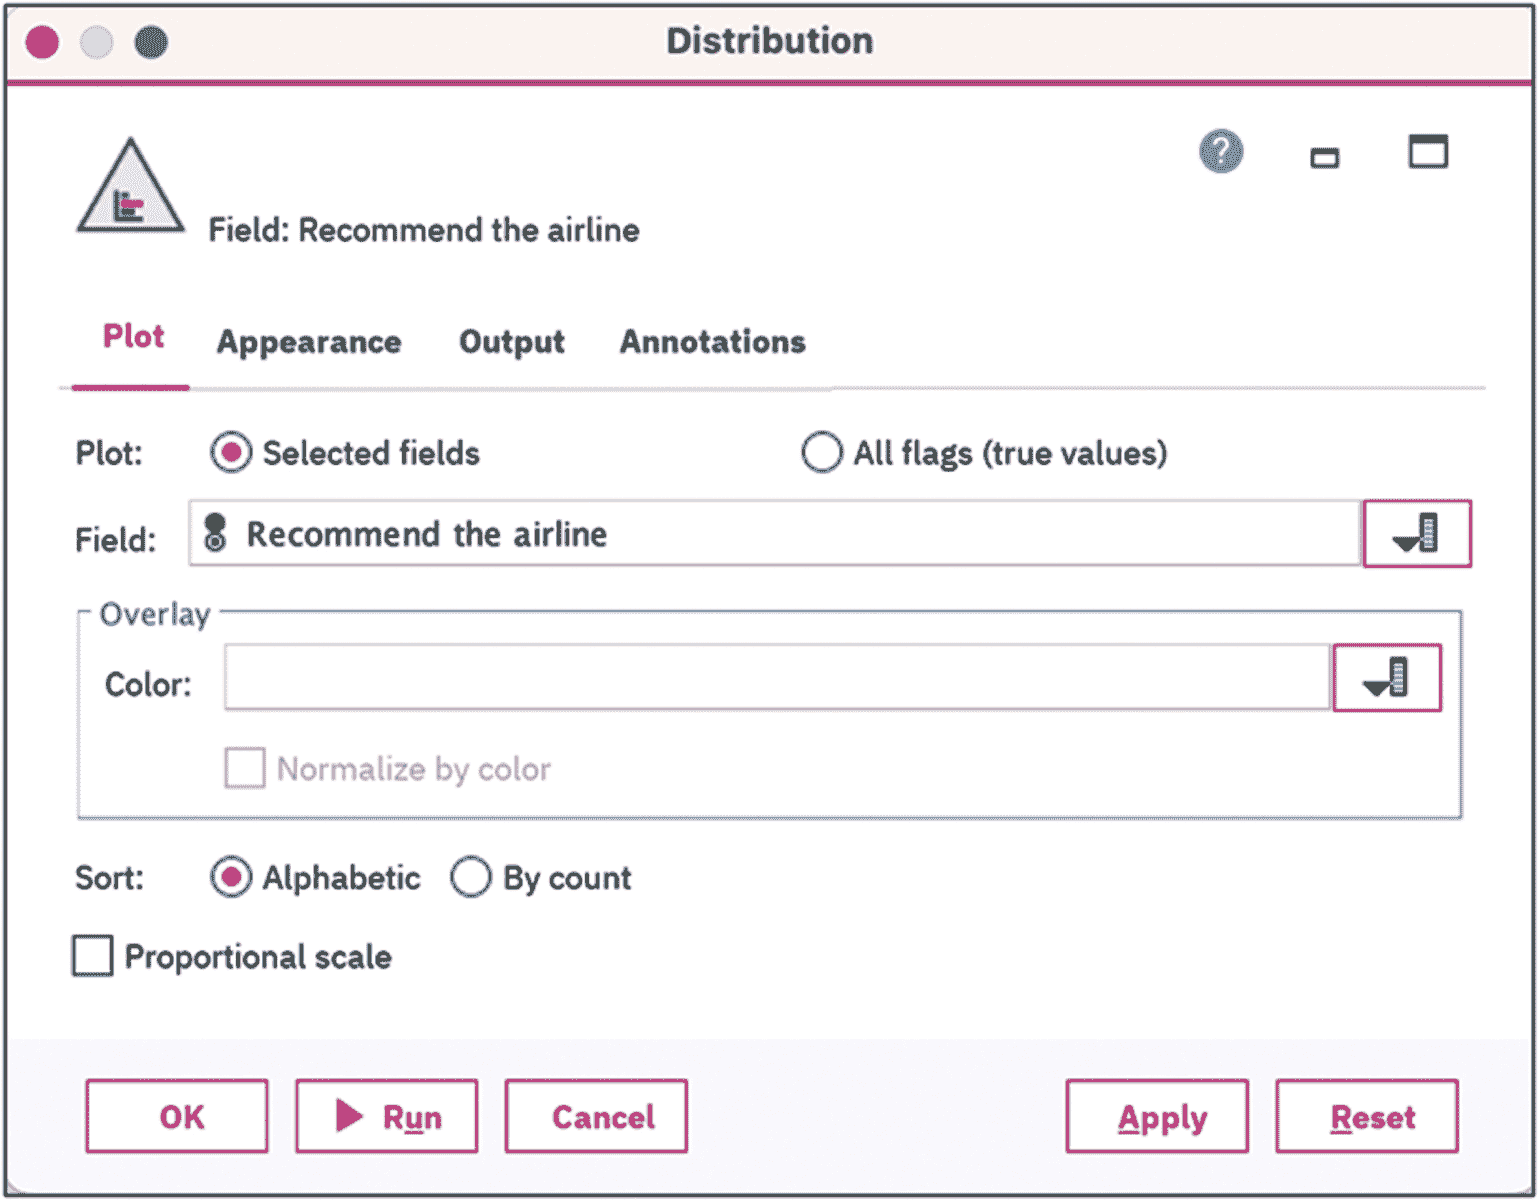 Distribution
?
Field: Recommend the airline
Plot Appearance Output Annotations
Plot: Selected fields All flags (true values)
Field: Recommend the airline
Overlay
Color:
Normalize by color
Sort: Alphabetic By count
Proportional scale
OK Run Cancel Apply Reset